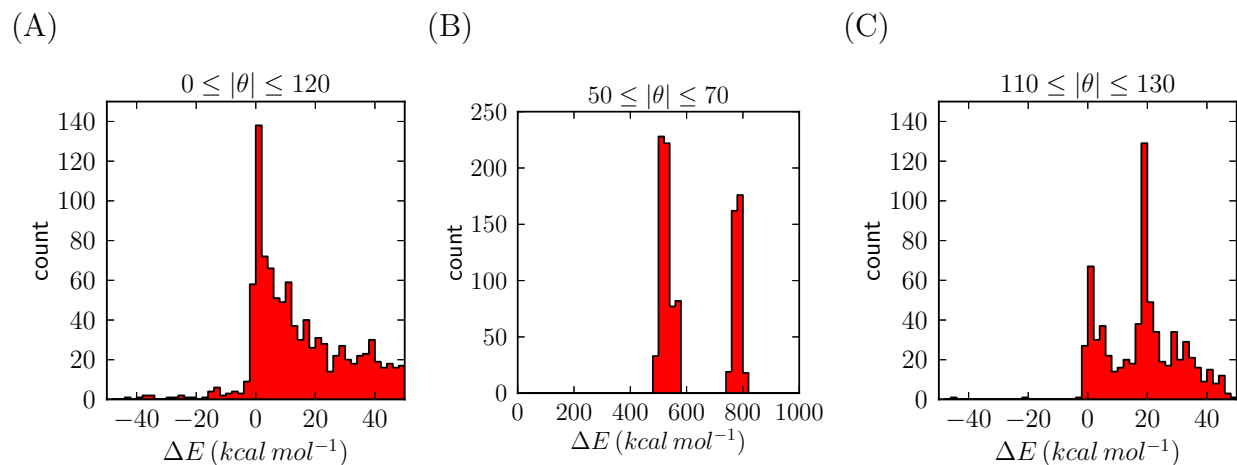 (A)
(B)
(C)
0 ≤ |θ| ≤ 120
140
120
100
80
60
40
20
0
count
−40 −20 0 20 40
ΔE (kcal mol⁻¹)
50 ≤ |θ| ≤ 70
250
200
150
100
50
0
count
0 200 400 600 800 1000
ΔE (kcal mol⁻¹)
110 ≤ |θ| ≤ 130
140
120
100
80
60
40
20
0
count
−40 −20 0 20 40
ΔE (kcal mol⁻¹)